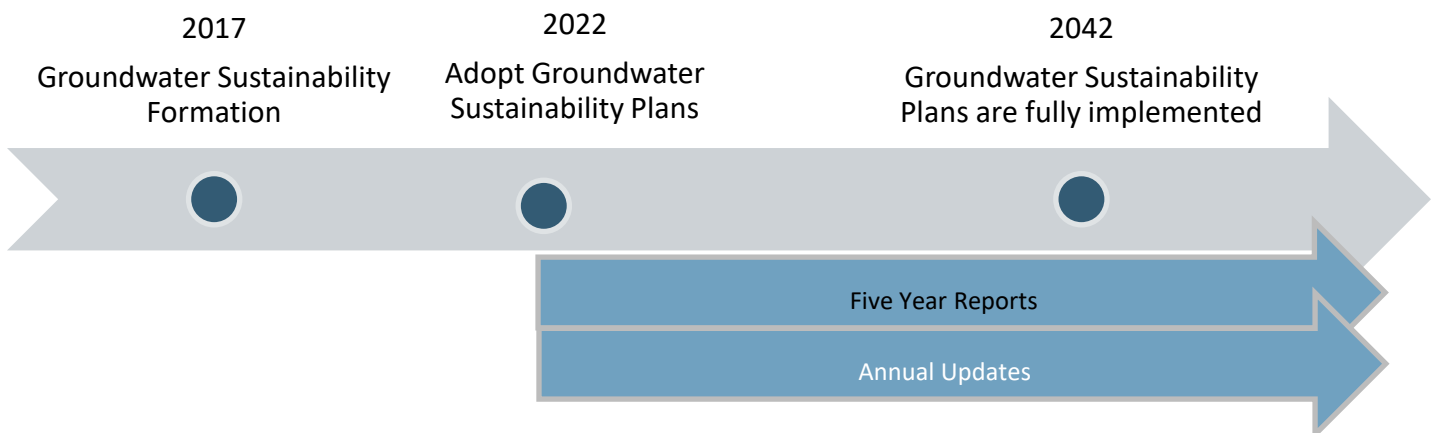 2017
Groundwater Sustainability
Formation
2022
Adopt Groundwater
Sustainability Plans
2042
Groundwater Sustainability
Plans are fully implemented
Five Year Reports
Annual Updates